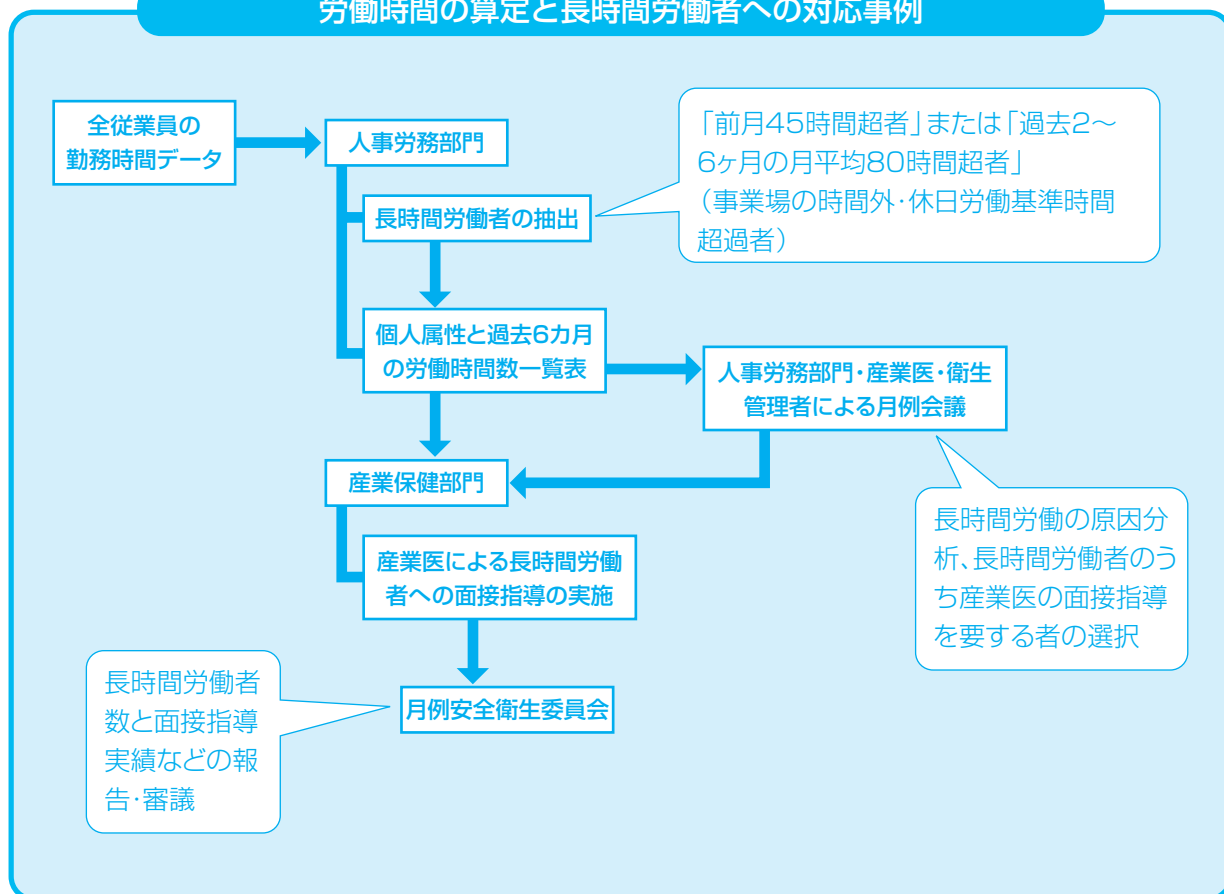 労働時間の算定と長時間労働者への対応事例
全従業員の
勤務時間データ
人事労務部門
「前月45時間超者」または「過去2～
6ヶ月の月平均80時間超者」
（事業場の時間外・休日労働基準時間
超過者）
長時間労働者の抽出
個人属性と過去6カ月
の労働時間数一覧表
人事労務部門・産業医・衛生
管理者による月例会議
産業保健部門
長時間労働の原因分
析、長時間労働者のう
ち産業医の面接指導
を要する者の選択
産業医による長時間労働
者への面接指導の実施
長時間労働者
数と面接指導
実績などの報
告・審議
月例安全衛生委員会